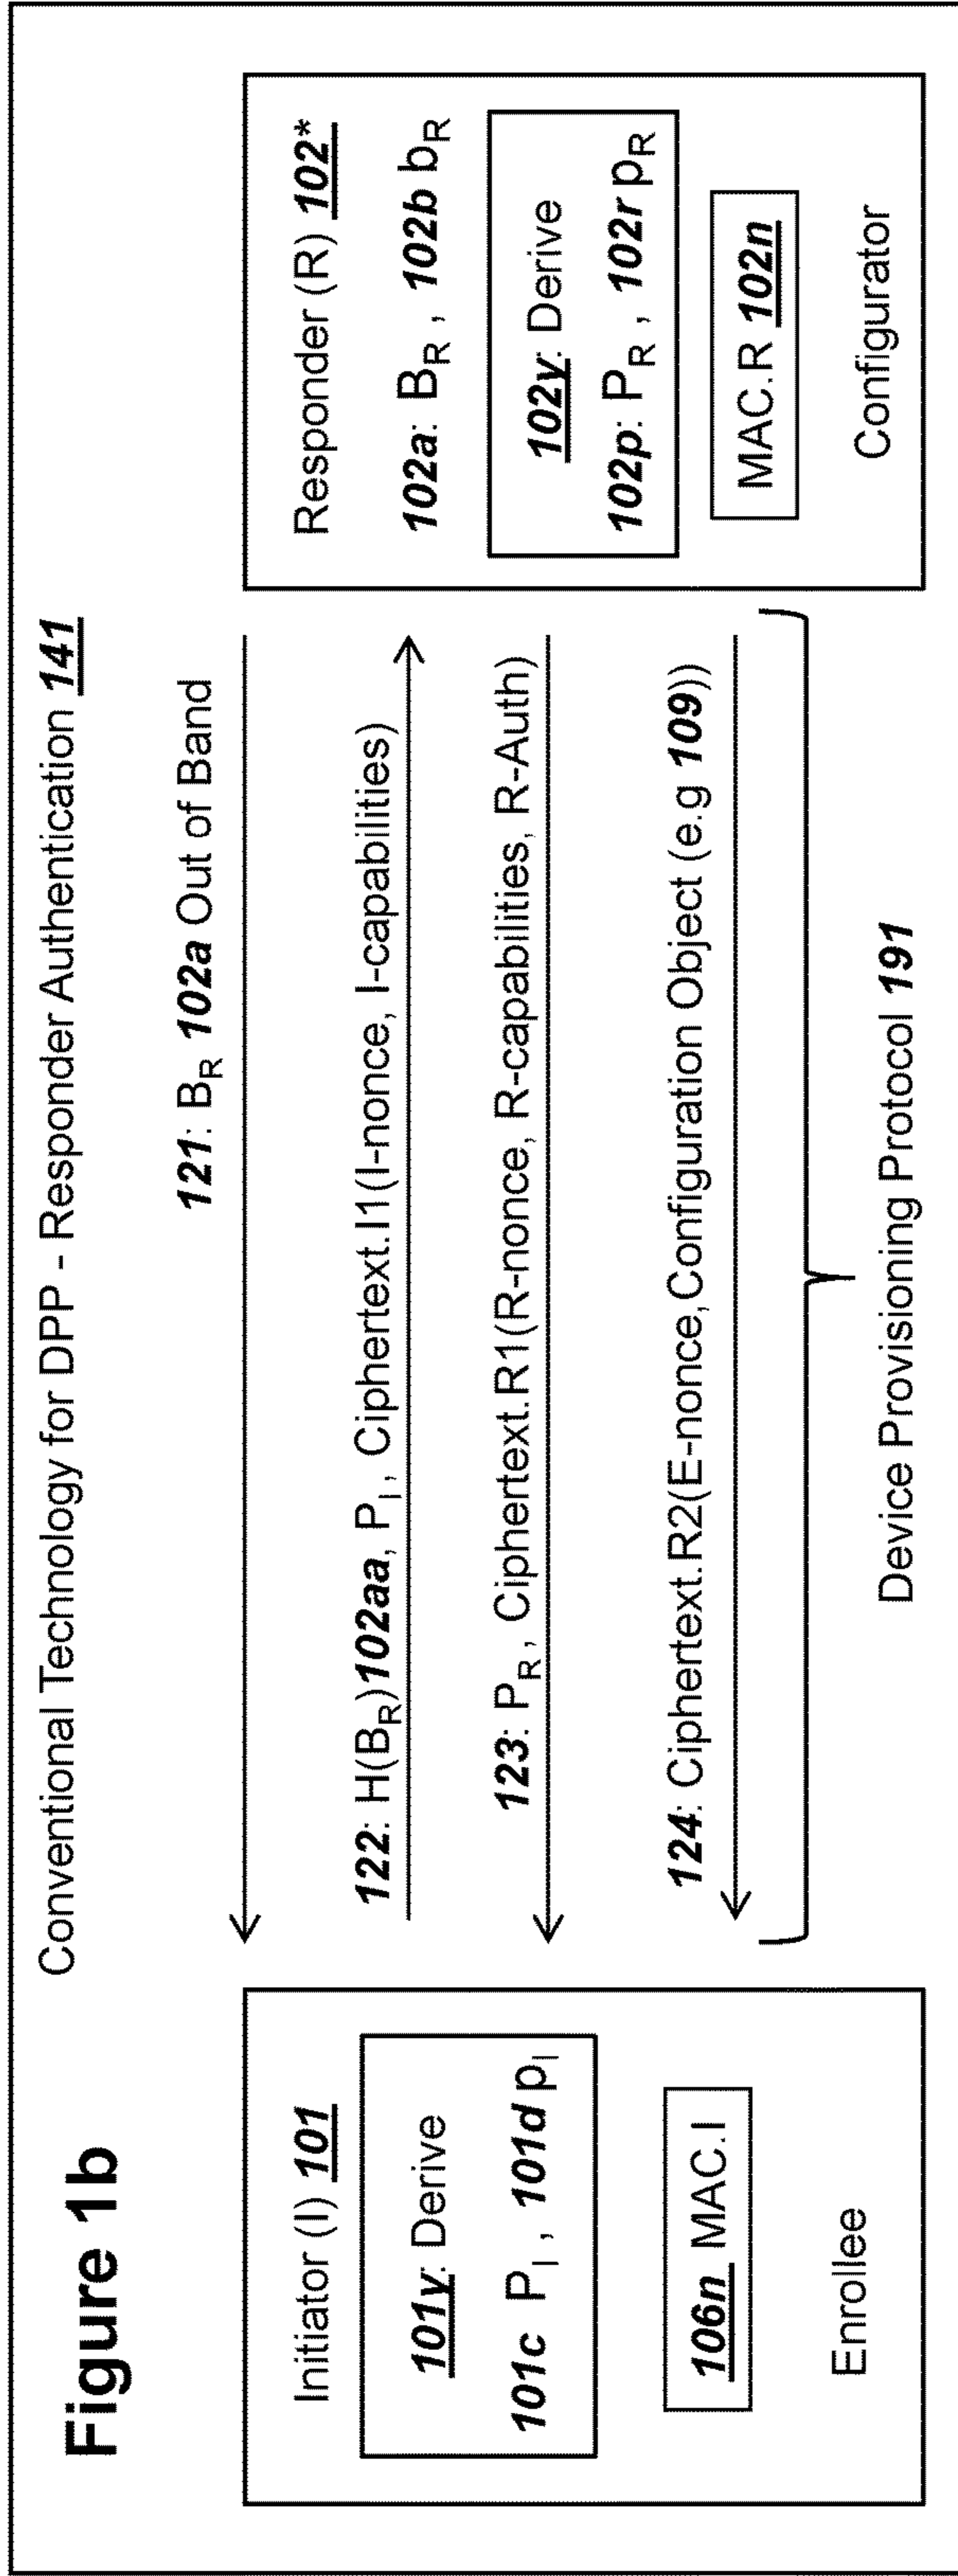 Figure 1b
Conventional Technology for DPP - Responder Authentication 141
Initiator (I) 101
101y: Derive
101c P_I , 101d p_I
106n MAC.I
Enrollee
121: B_R 102a Out of Band
122: H(B_R)102aa, P_I , Ciphertext.I1(I-nonce, I-capabilities)
123: P_R , Ciphertext.R1(R-nonce, R-capabilities, R-Auth)
124: Ciphertext.R2(E-nonce,Configuration Object (e.g 109))
Device Provisioning Protocol 191
Responder (R) 102*
102a: B_R , 102b b_R
102y: Derive
102p: P_R , 102r p_R
MAC.R 102n
Configurator